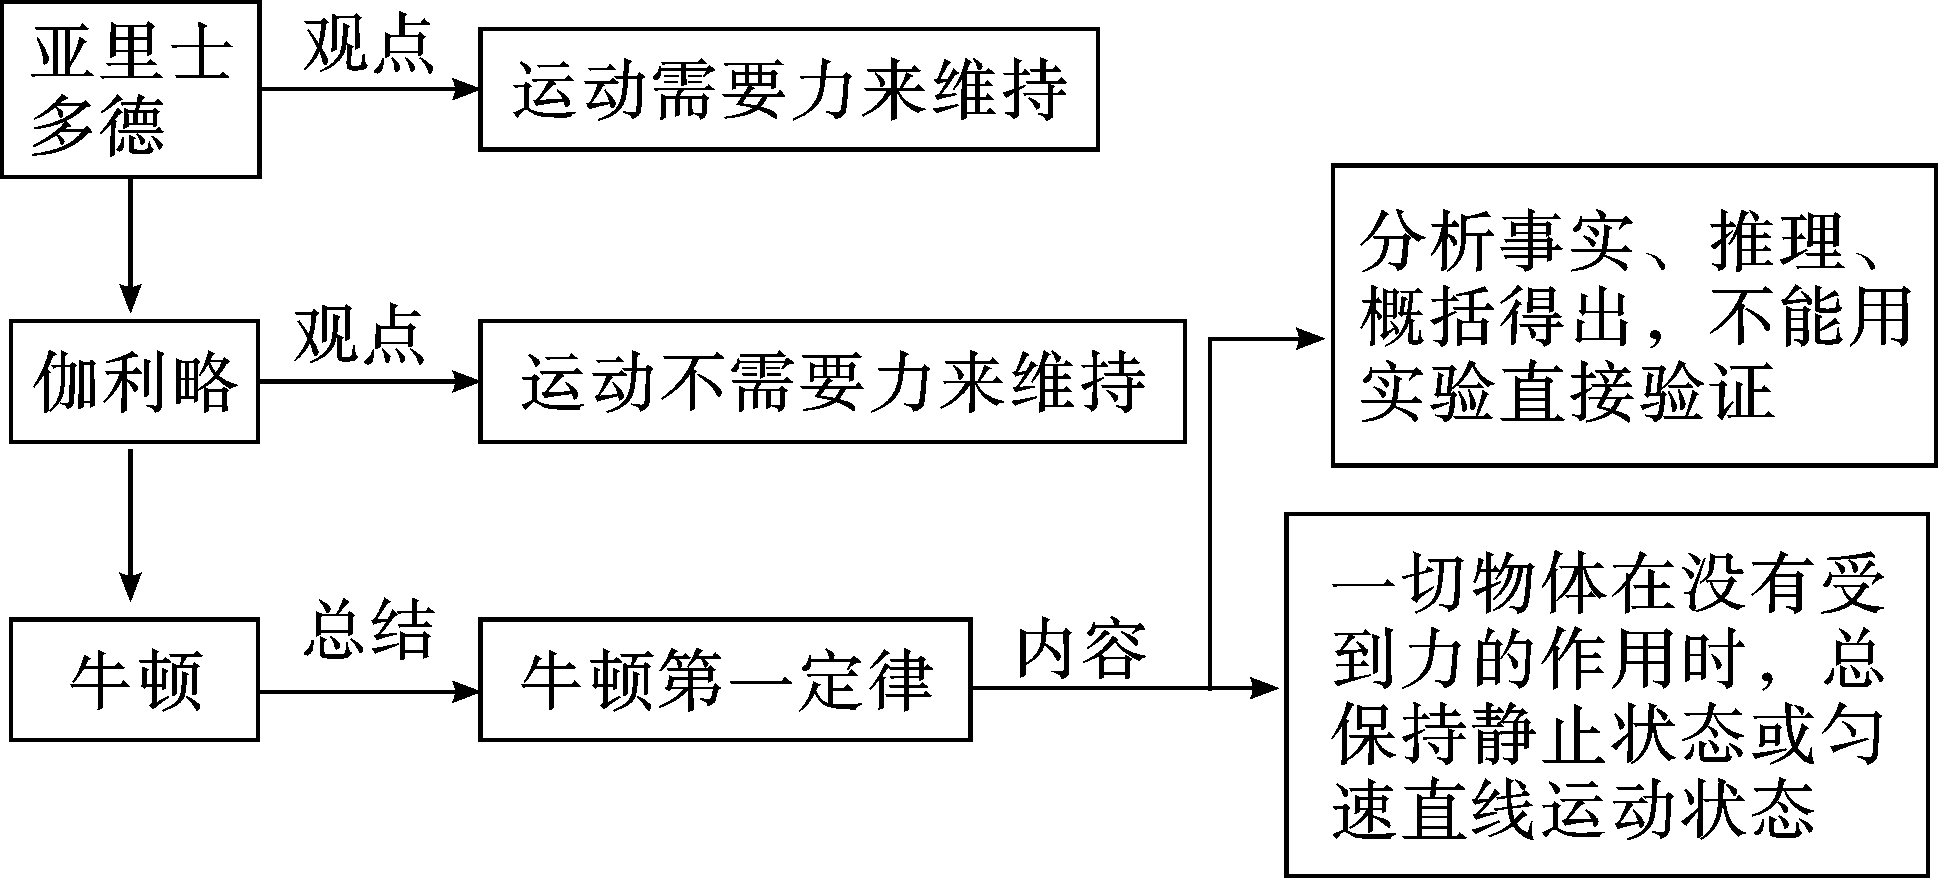 亚里士
多德
观点
运动需要力来维持
伽利略
观点
运动不需要力来维持
牛顿
总结
牛顿第一定律
内容
分析事实、推理、
概括得出，不能用
实验直接验证
一切物体在没有受
到力的作用时，总
保持静止状态或匀
速直线运动状态